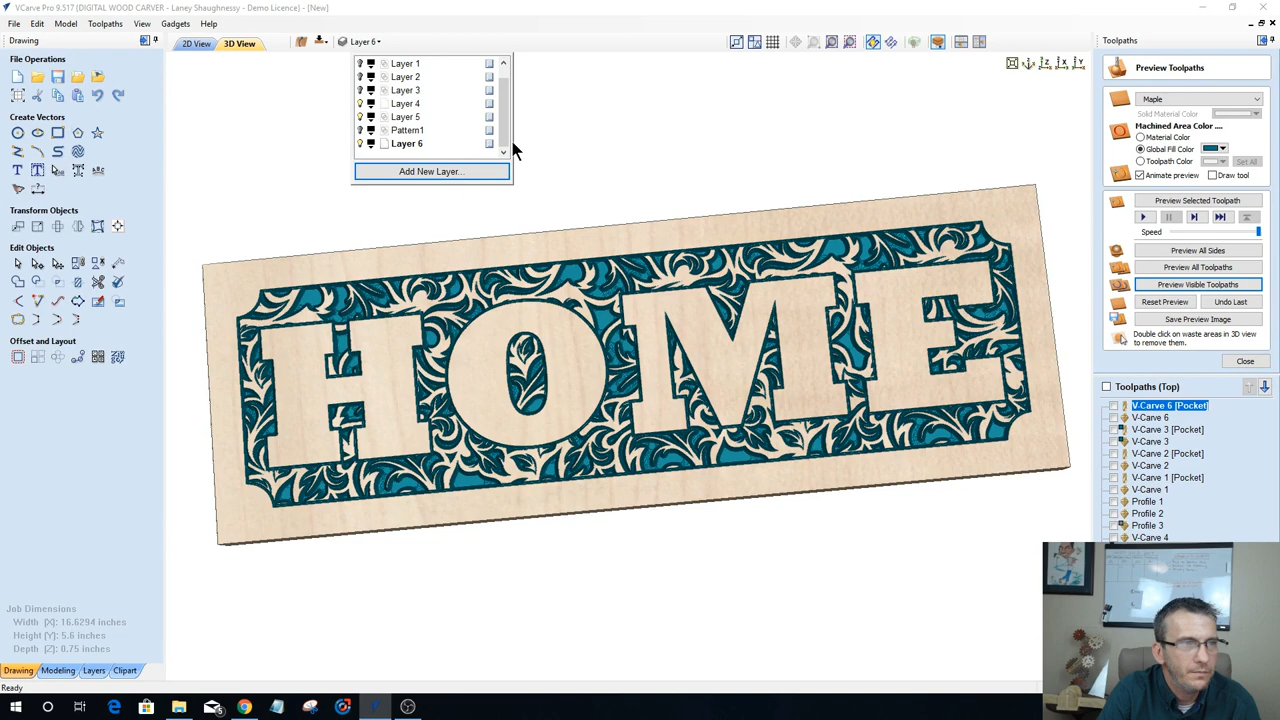 VCarve Pro 9.517 (DIGITAL WOOD CARVER) - Laney Shaughnessy - Demo Licence} - [New]
File Edit Model Toolpaths View Gadgets Help
Drawing
2D View 3D View
Layer 6
Toolpaths
File Operations
Create Vectors
Transform Objects
Edit Objects
Offset and Layout
Job Dimensions
Width (X): 16.6294 inches
Height (Y): 5.6 inches
Depth (Z): 0.75 inches
Drawing Modeling Layers Clipart
Ready
Layer 1
Layer 2
Layer 3
Layer 4
Layer 5
Pattern1
Layer 6
Add New Layer...
HOME
Preview Toolpaths
Maple
Solid Material Color
Machined Area Color ....
Material Color
Global Fill Color
Toolpath Color Set All
Animate preview Draw tool
Preview Selected Toolpath
Speed
Preview All Sides
Preview All Toolpaths
Preview Visible Toolpaths
Reset Preview Undo Last
Save Preview Image
Double click on waste areas in 3D view
to remove them.
Close
Toolpaths (Top)
V-Carve 6 [Pocket]
V-Carve 6
V-Carve 3 [Pocket]
V-Carve 3
V-Carve 2 [Pocket]
V-Carve 2
V-Carve 1 [Pocket]
V-Carve 1
Profile 1
Profile 2
Profile 3
V-Carve 4